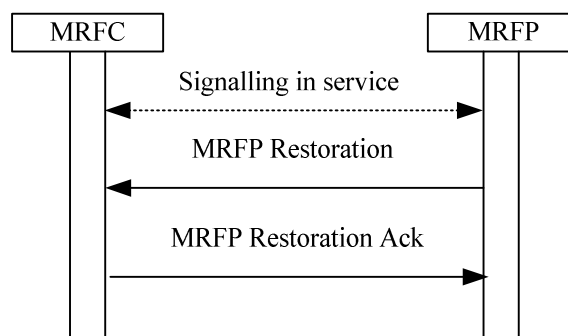 MRFC
MRFP
Signalling in service
MRFP Restoration
MRFP Restoration Ack